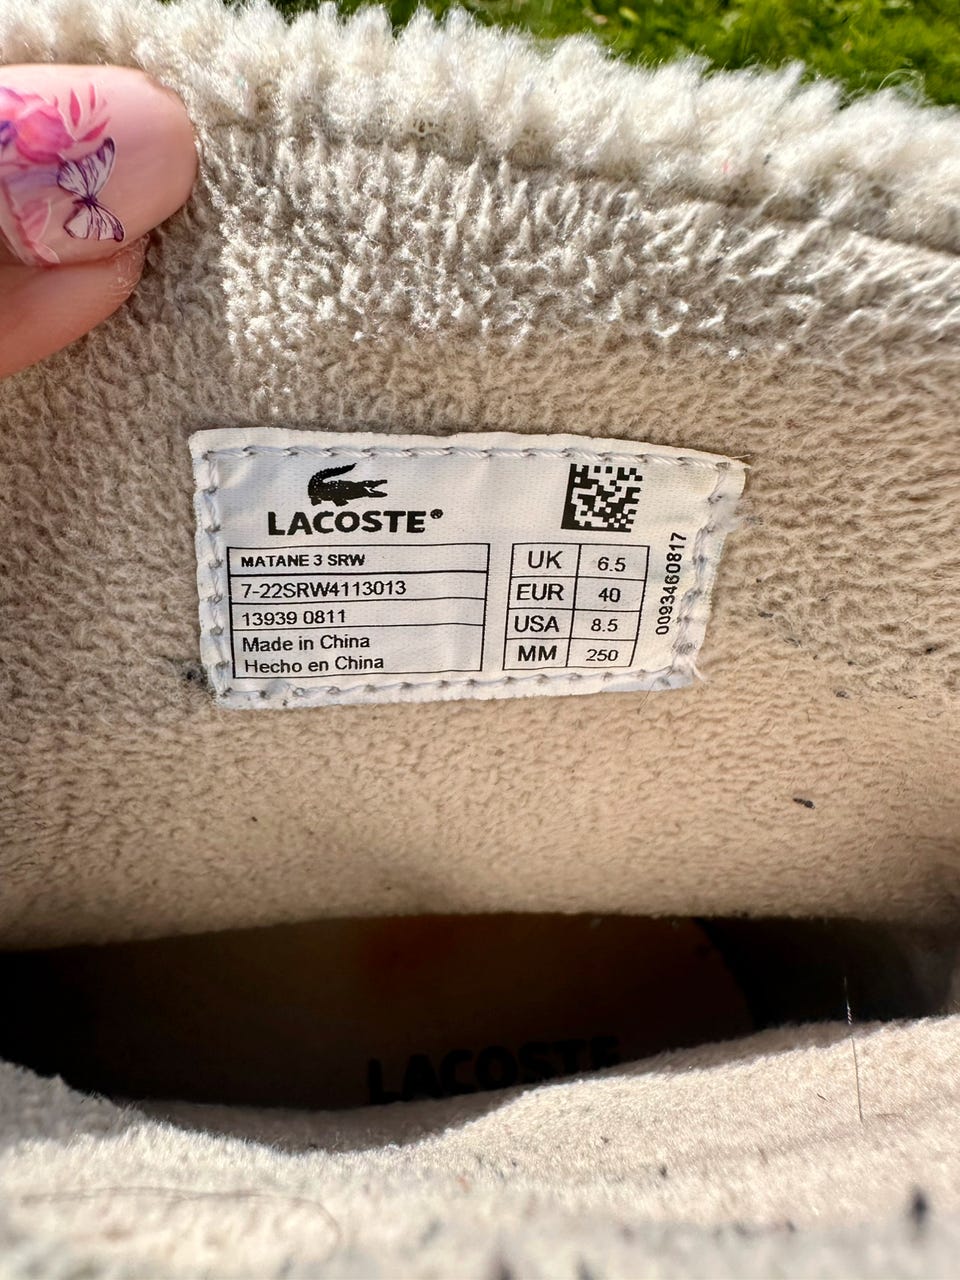 LACOSTE®
MATANE 3 SRW
7-22SRW4113013
13939 0811
Made in China
Hecho en China
UK 6.5
EUR 40
USA 8.5
MM 250
0093460817
LACOSTE